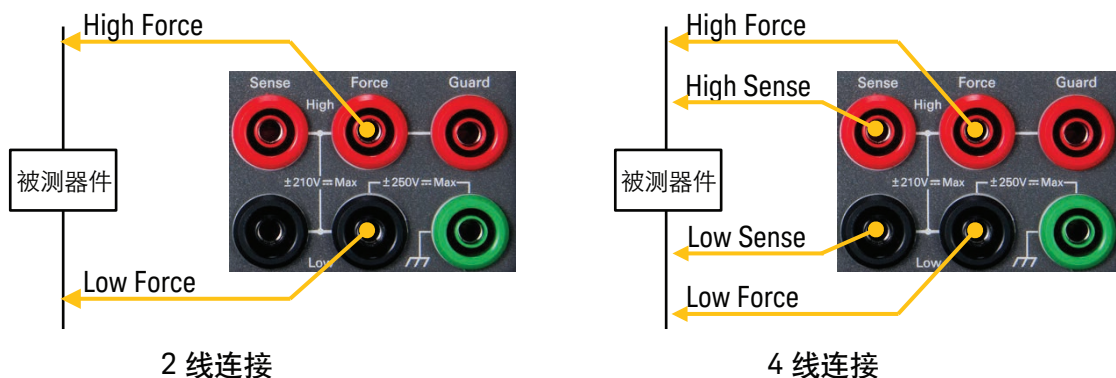 High Force
Sense Force Guard
High
被测器件
±210V⎓Max ±250V⎓Max
Low
Low Force
2 线连接
High Force
High Sense
Sense Force Guard
High
被测器件
±210V⎓Max ±250V⎓Max
Low Sense
Low
Low Force
4 线连接